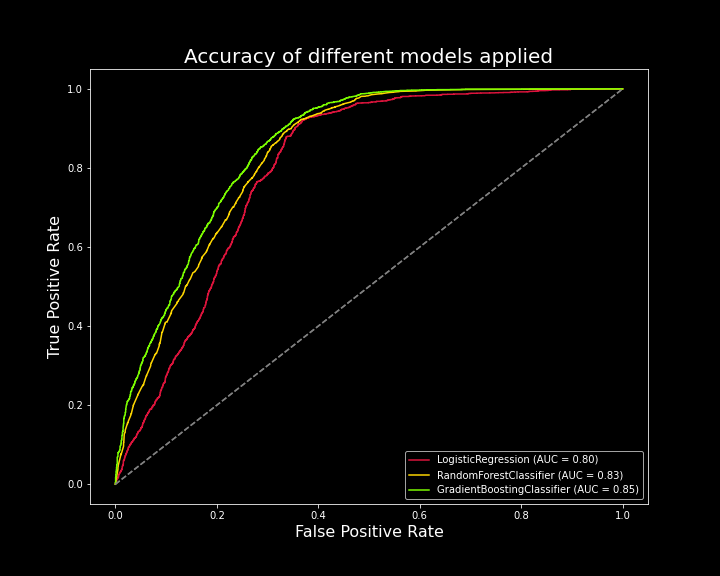 Accuracy of different models applied
True Positive Rate
1.0
0.8
0.6
0.4
0.2
0.0
LogisticRegression (AUC = 0.80)
RandomForestClassifier (AUC = 0.83)
GradientBoostingClassifier (AUC = 0.85)
0.0 0.2 0.4 0.6 0.8 1.0
False Positive Rate